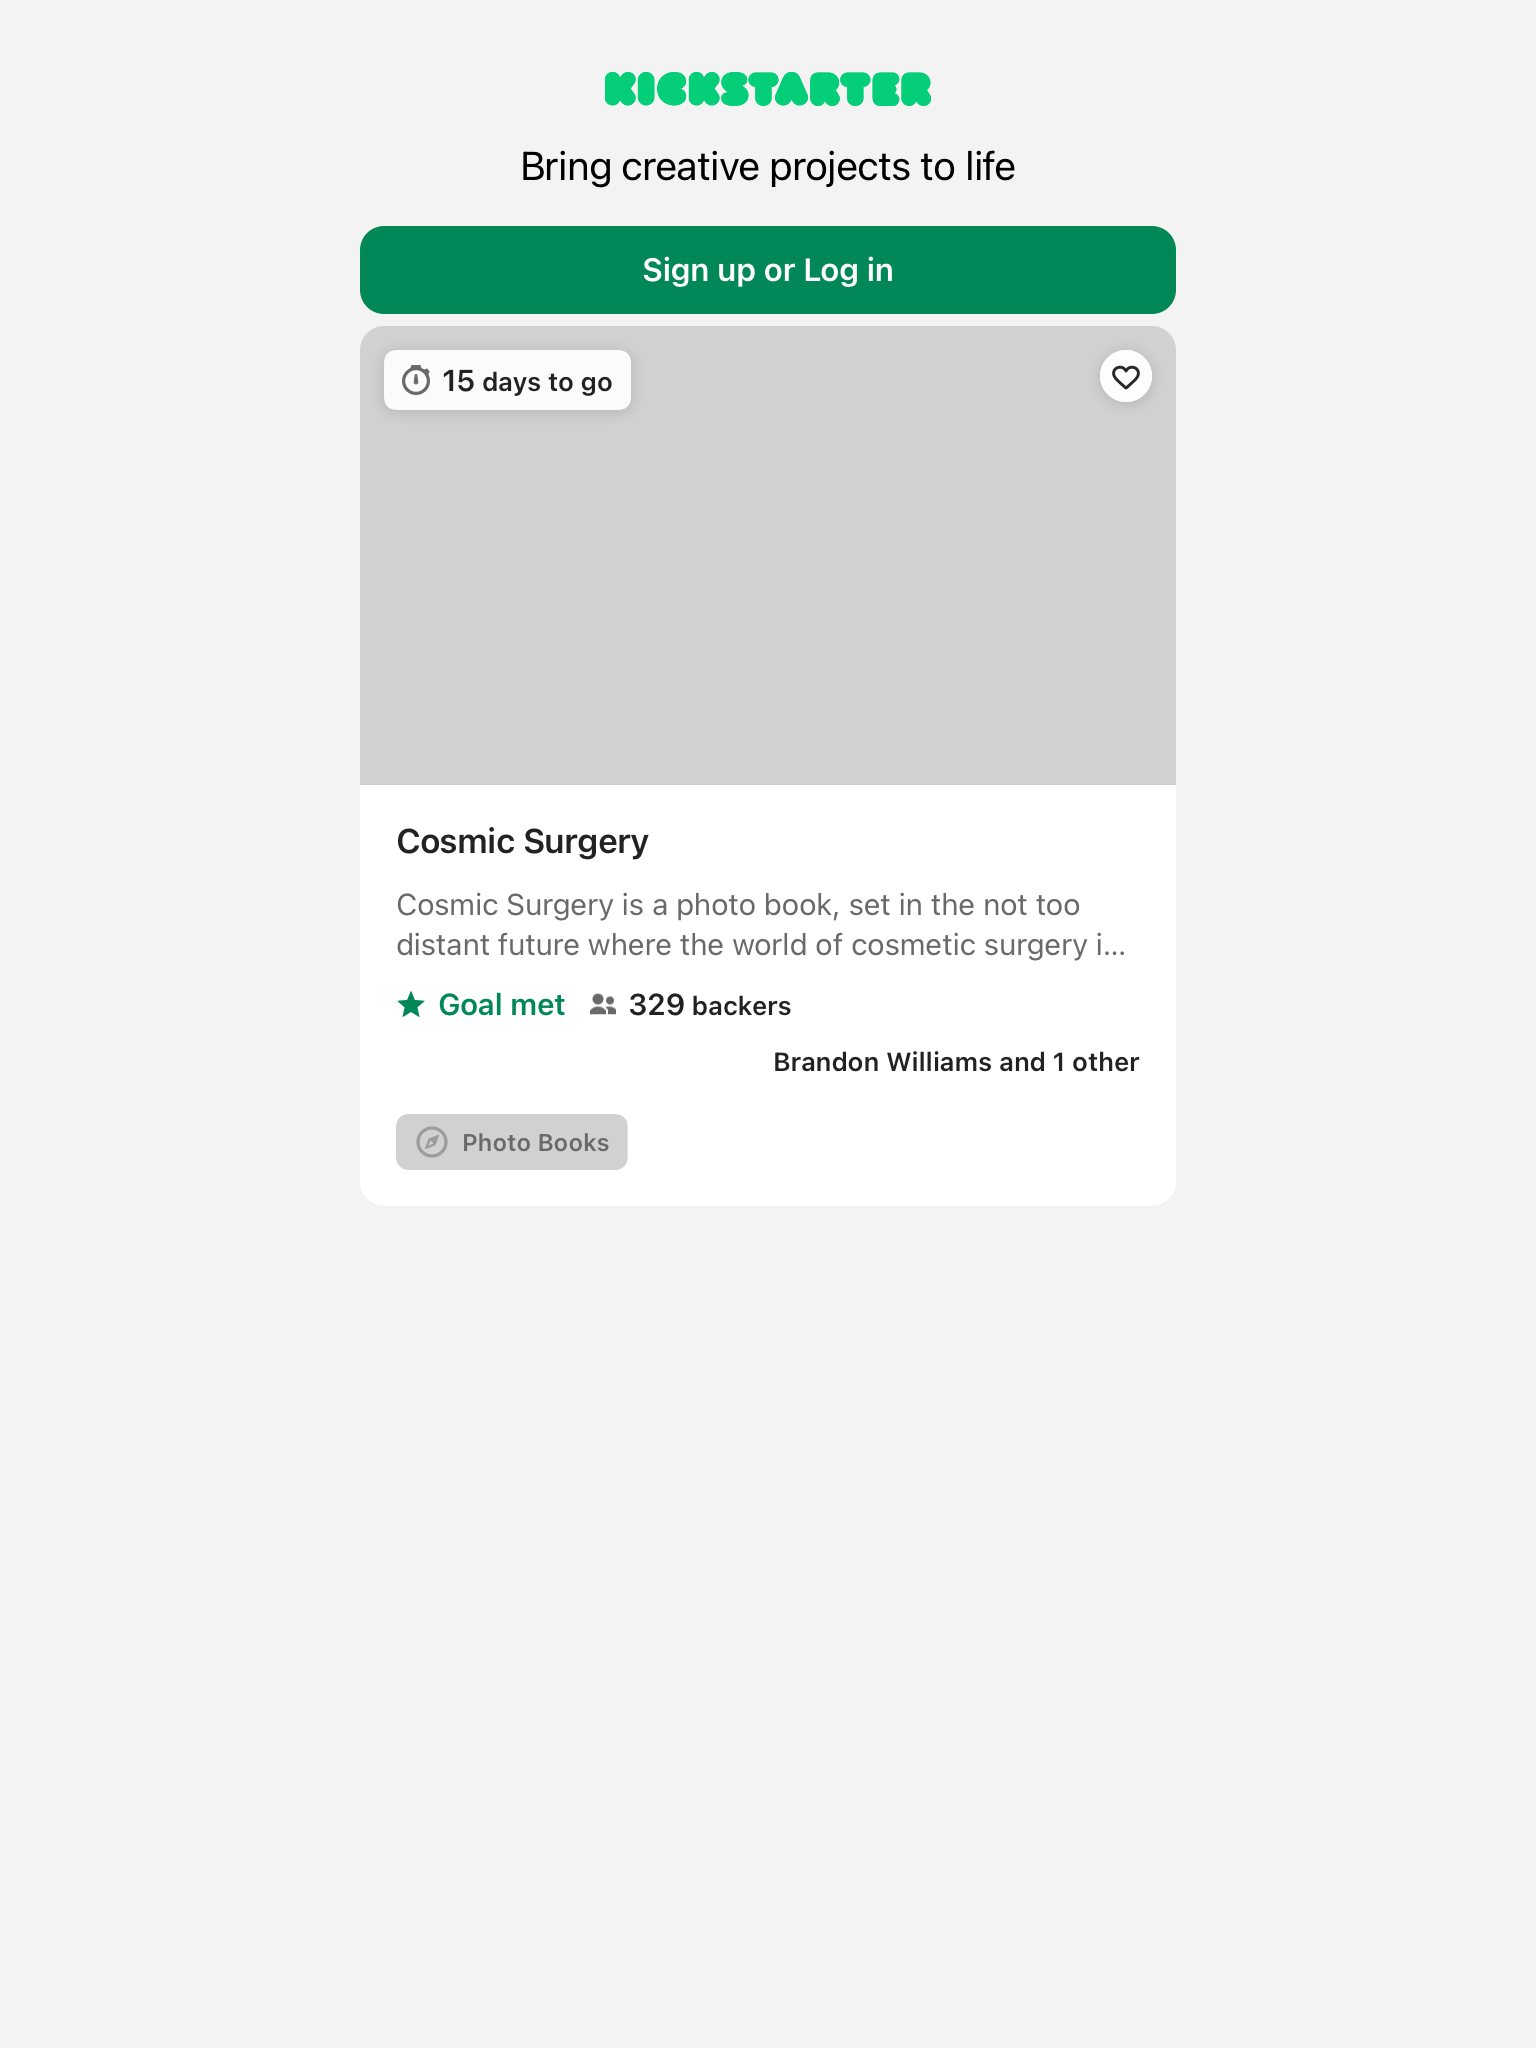 KICKSTARTER
Bring creative projects to life
Sign up or Log in
15 days to go
Cosmic Surgery
Cosmic Surgery is a photo book, set in the not too
distant future where the world of cosmetic surgery i…
Goal met 329 backers
Brandon Williams and 1 other
Photo Books